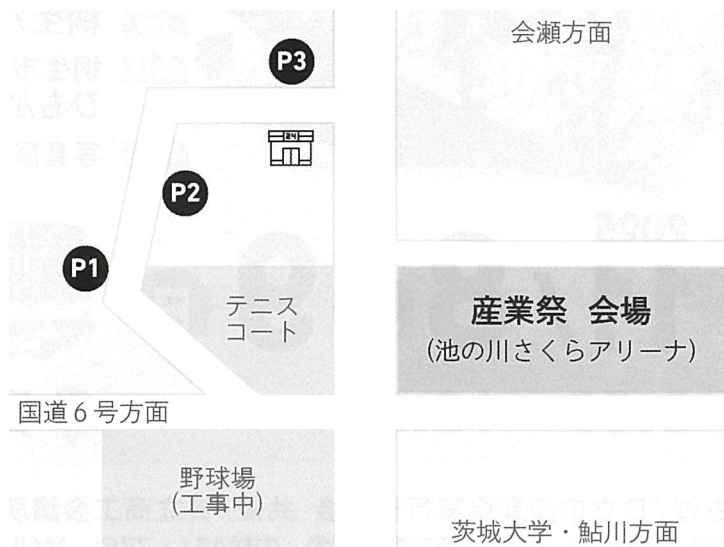 会瀬方面
P3
24
P2
P1
テニス
コート
産業祭 会場
(池の川さくらアリーナ)
国道6号方面
野球場
(工事中)
茨城大学・鮎川方面